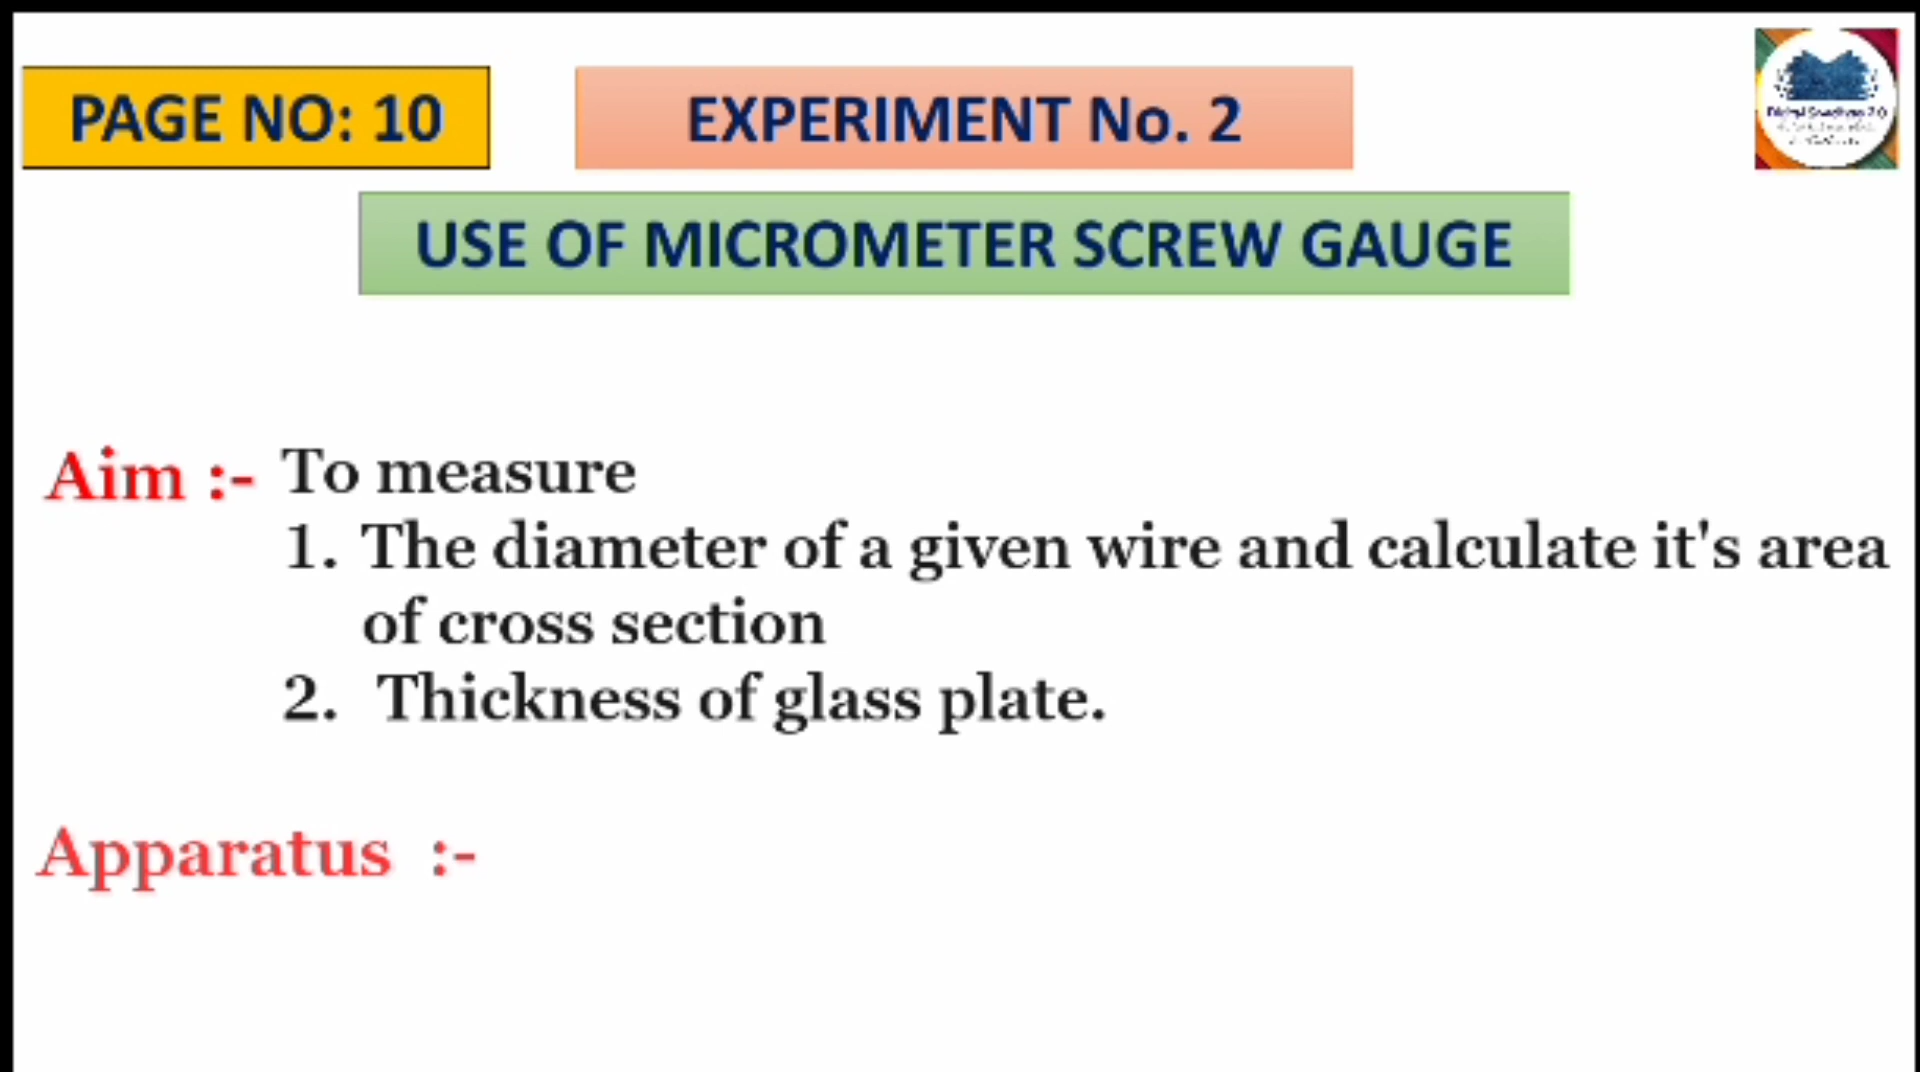 PAGE NO: 10
EXPERIMENT No. 2
USE OF MICROMETER SCREW GAUGE
Aim :- To measure
1. The diameter of a given wire and calculate it's area
of cross section
2. Thickness of glass plate.
Apparatus :-